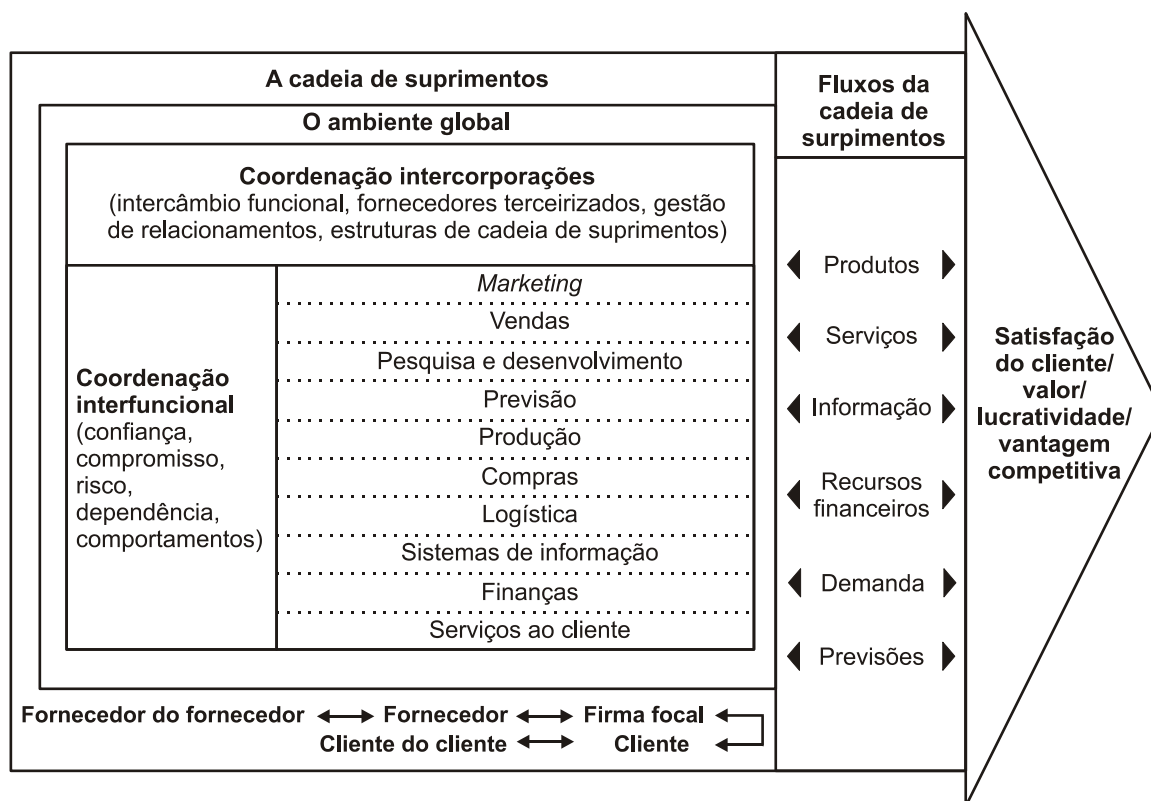 A cadeia de suprimentos
O ambiente global
Coordenação intercorporações
(intercâmbio funcional, fornecedores terceirizados, gestão
de relacionamentos, estruturas de cadeia de suprimentos)
Coordenação
interfuncional
(confiança,
compromisso,
risco,
dependência,
comportamentos)
Marketing
Vendas
Pesquisa e desenvolvimento
Previsão
Produção
Compras
Logística
Sistemas de informação
Finanças
Serviços ao cliente
Fornecedor do fornecedor Fornecedor Firma focal
Cliente do cliente Cliente
Fluxos da
cadeia de
surpimentos
Produtos
Serviços
Informação
Recursos
financeiros
Demanda
Previsões
Satisfação
do cliente/
valor/
lucratividade/
vantagem
competitiva